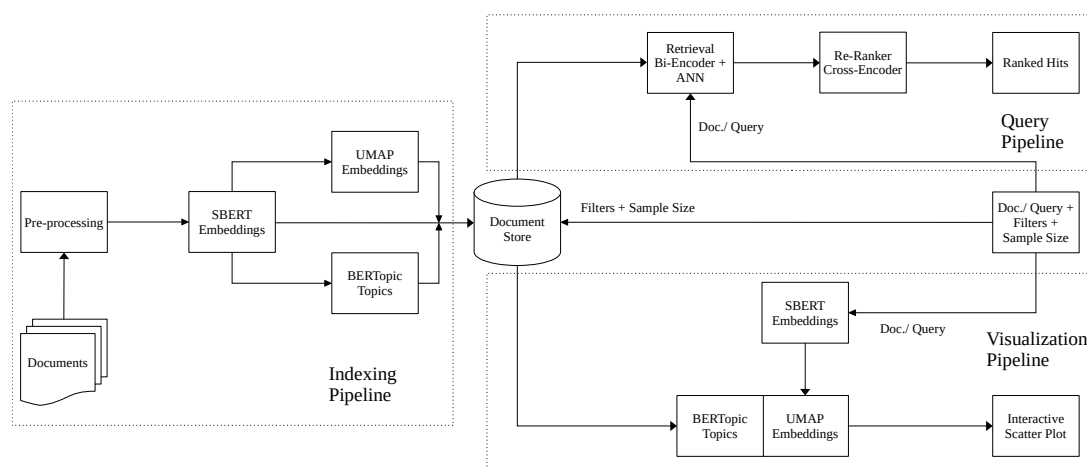 Retrieval
Bi-Encoder +
ANN
Re-Ranker
Cross-Encoder
Ranked Hits
Doc./ Query
Query
Pipeline
UMAP
Embeddings
Pre-processing
SBERT
Embeddings
BERTopic
Topics
Documents
Indexing
Pipeline
Document
Store
Filters + Sample Size
Doc./ Query +
Filters +
Sample Size
SBERT
Embeddings
Doc./ Query
Visualization
Pipeline
BERTopic
Topics
UMAP
Embeddings
Interactive
Scatter Plot